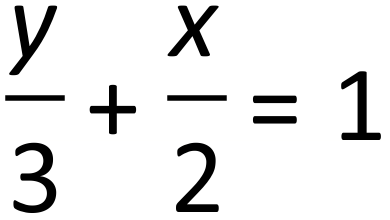 y/3 + x/2 = 1